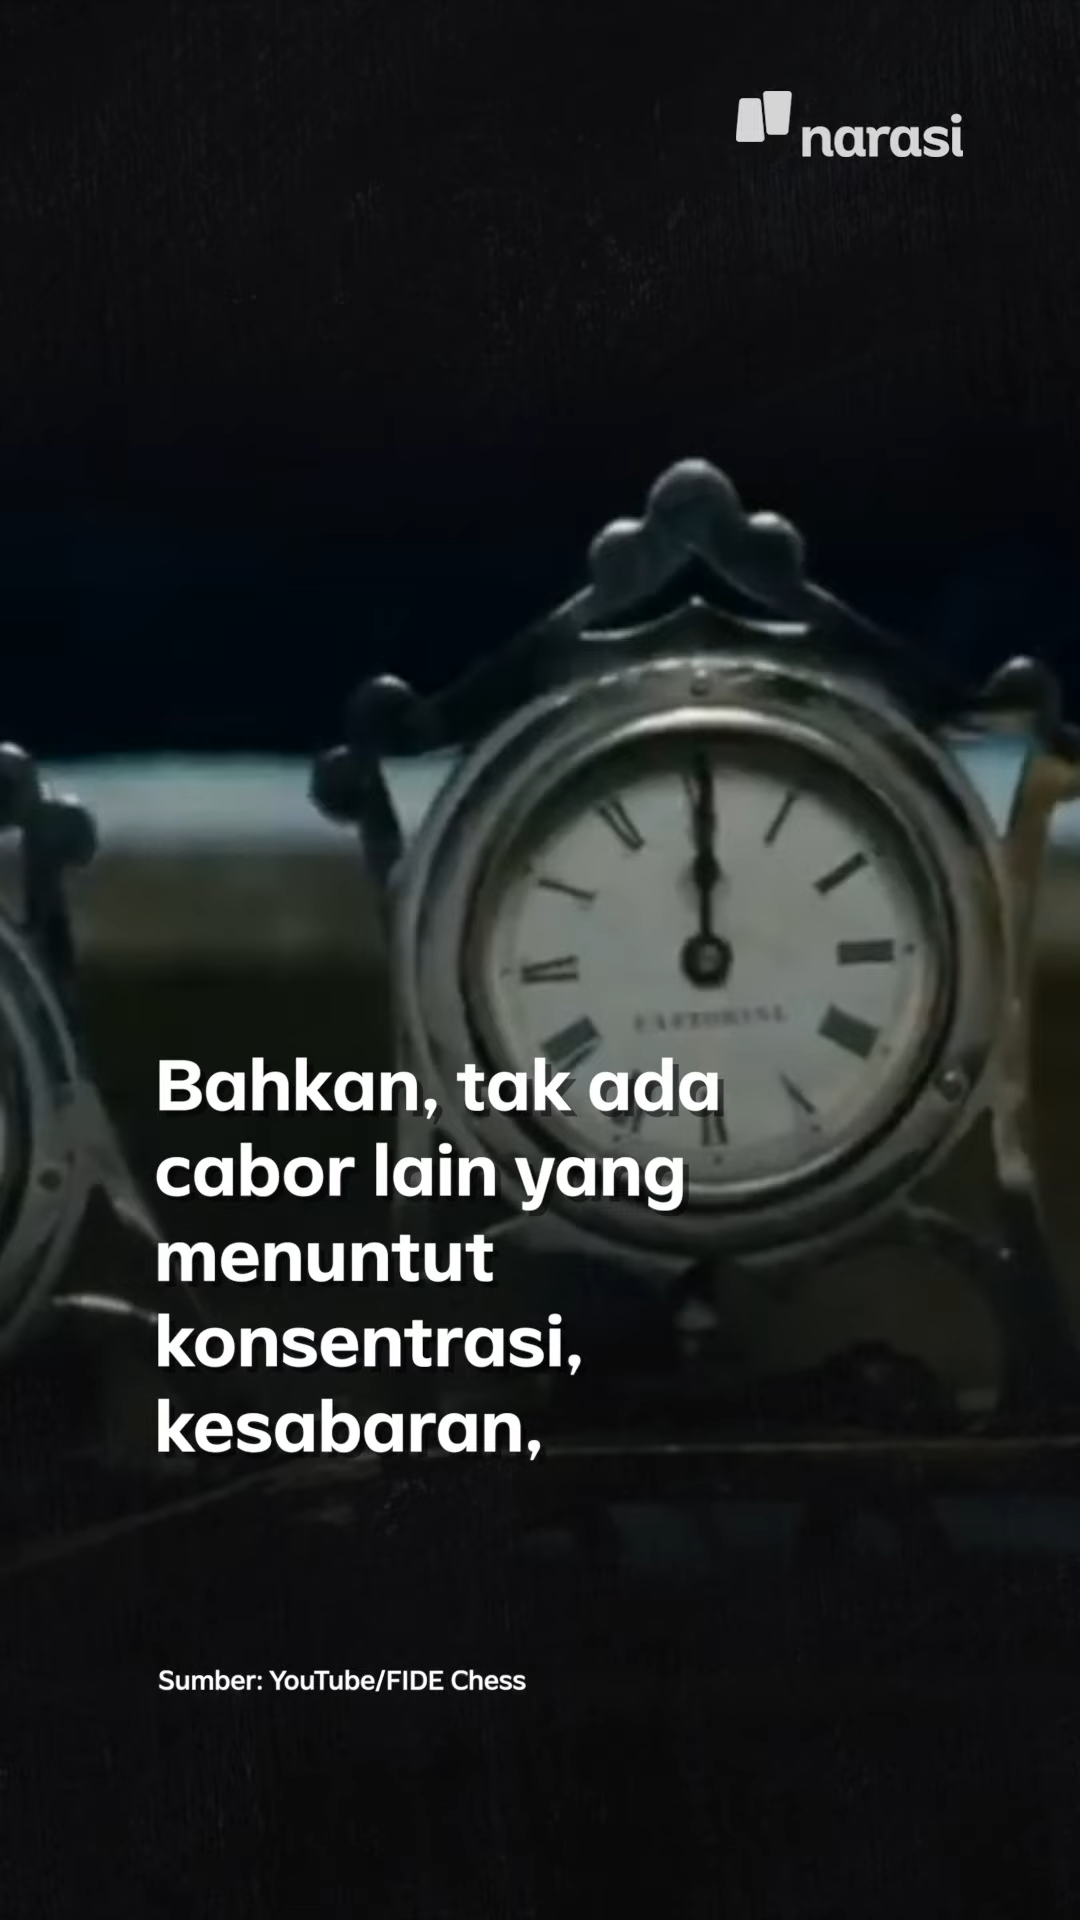 narasi
Bahkan, tak ada
cabor lain yang
menuntut
konsentrasi,
kesabaran,
Sumber: YouTube/FIDE Chess